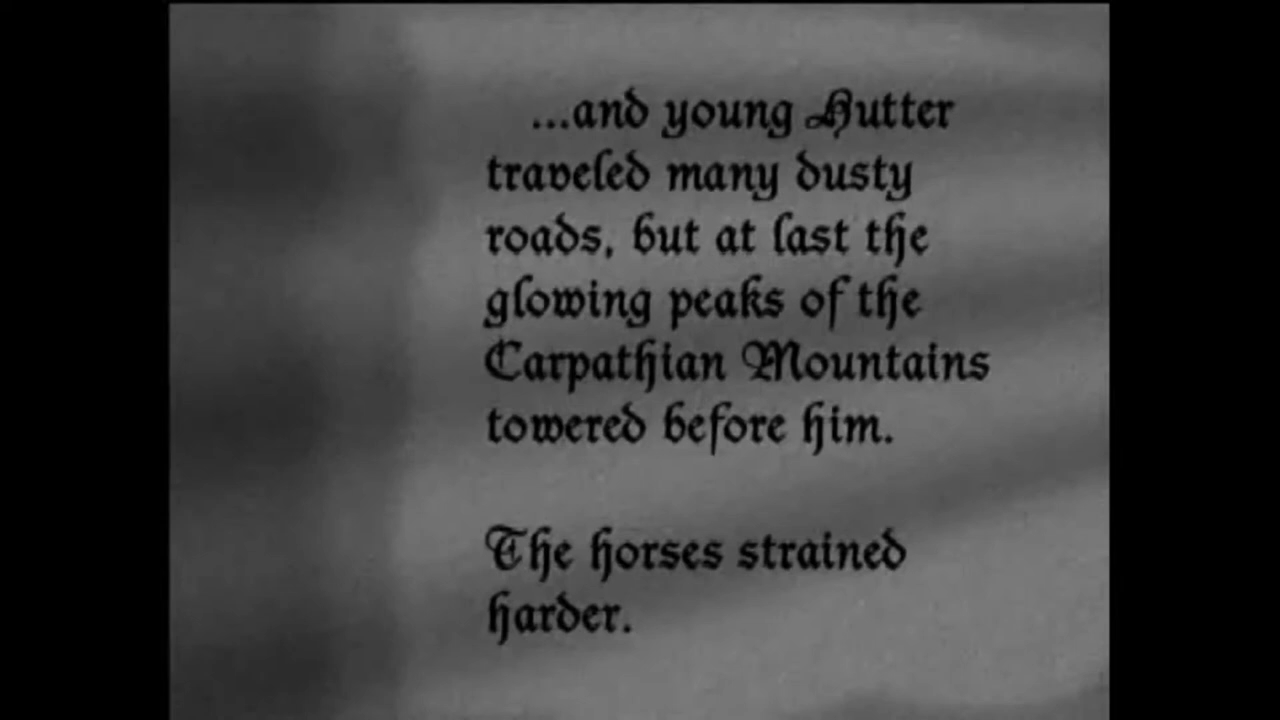 ...and young Hutter
traveled many dusty
roads, but at last the
glowing peaks of the
Carpathian Mountains
towered before him.
The horses strained
harder.